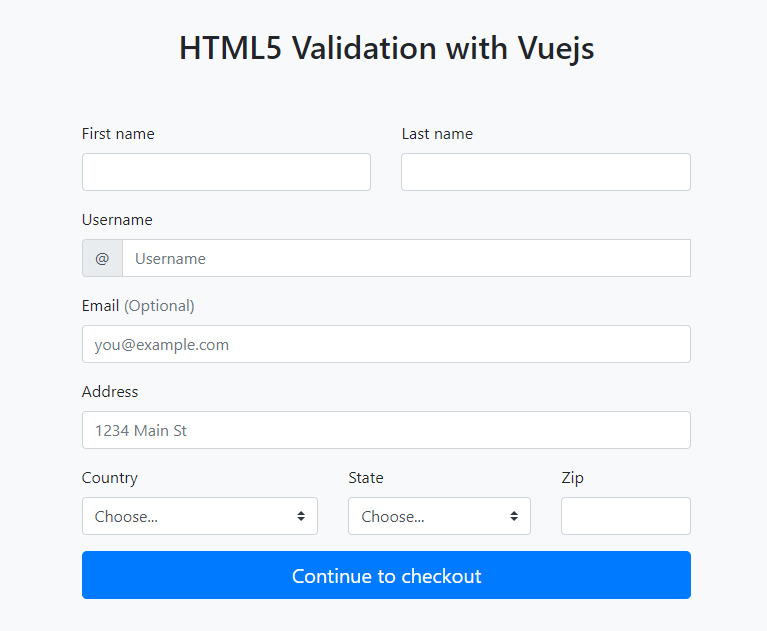 HTML5 Validation with Vuejs
First name Last name
Username
@ Username
Email (Optional)
you@example.com
Address
1234 Main St
Country State Zip
Choose... Choose...
Continue to checkout